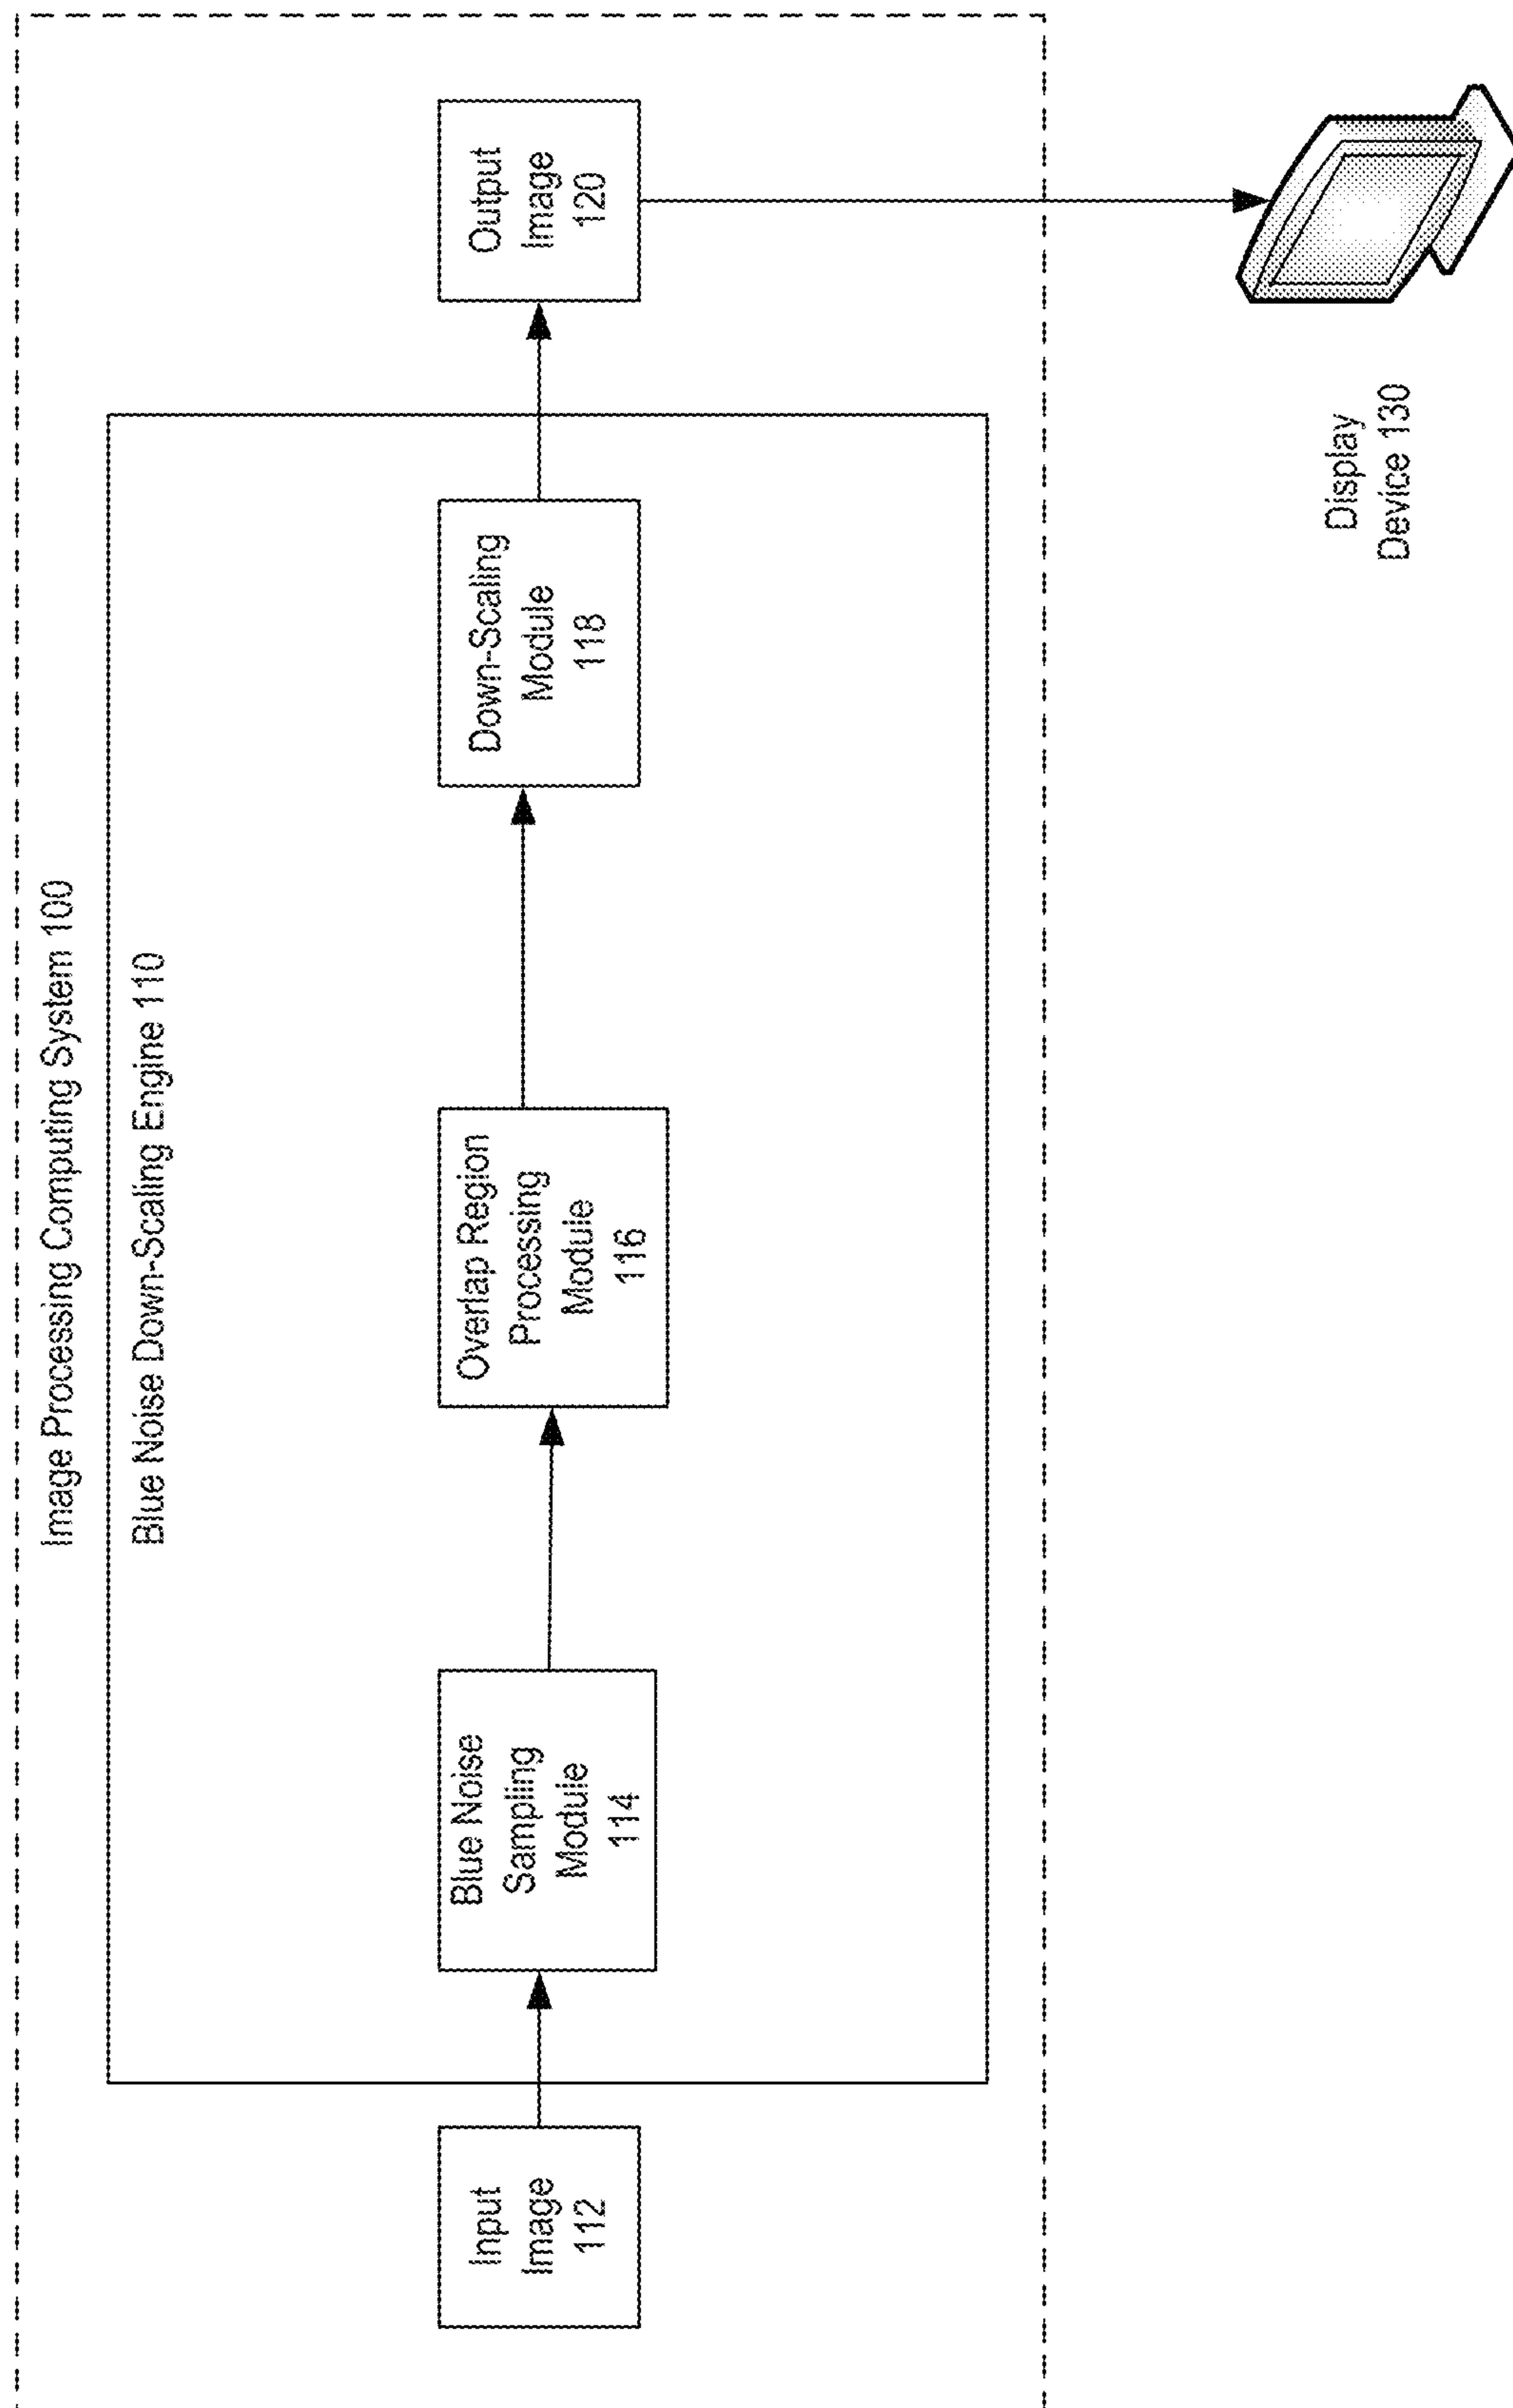 Image Processing Computing System 100
Blue Noise Down-Scaling Engine 110
Input
Image
112
Blue Noise
Sampling
Module
114
Overlap Region
Processing
Module
116
Down-Scaling
Module
118
Output
Image
120
Display
Device 130